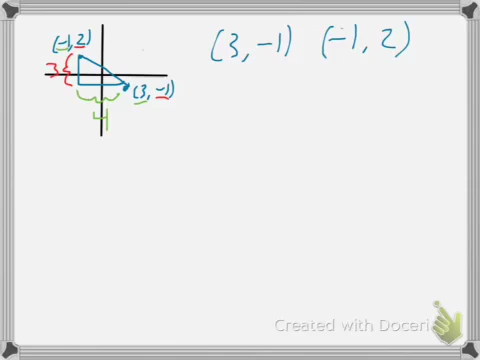 (3, -1) (-1, 2)
(-1, 2)
3
(3, -1)
4
Created with Doceri